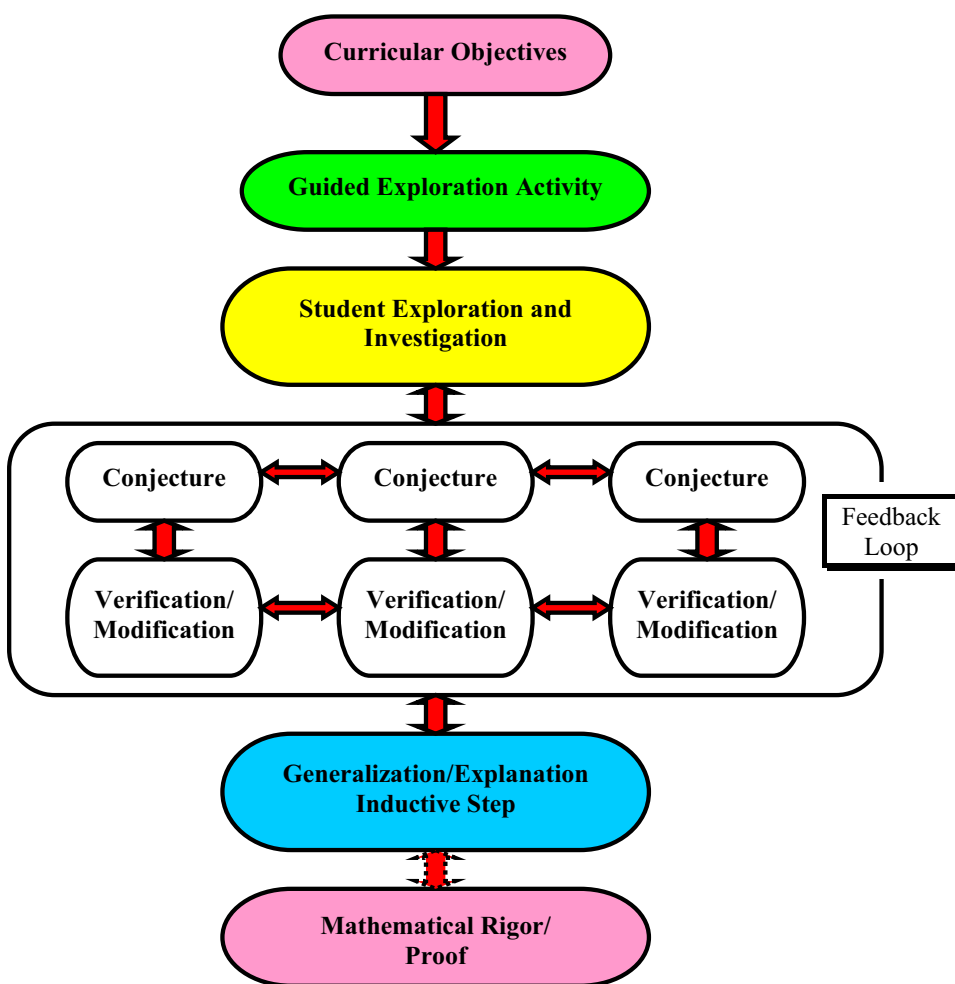 Curricular Objectives
Guided Exploration Activity
Student Exploration and
Investigation
Conjecture
Conjecture
Conjecture
Feedback
Loop
Verification/
Modification
Verification/
Modification
Verification/
Modification
Generalization/Explanation
Inductive Step
Mathematical Rigor/
Proof